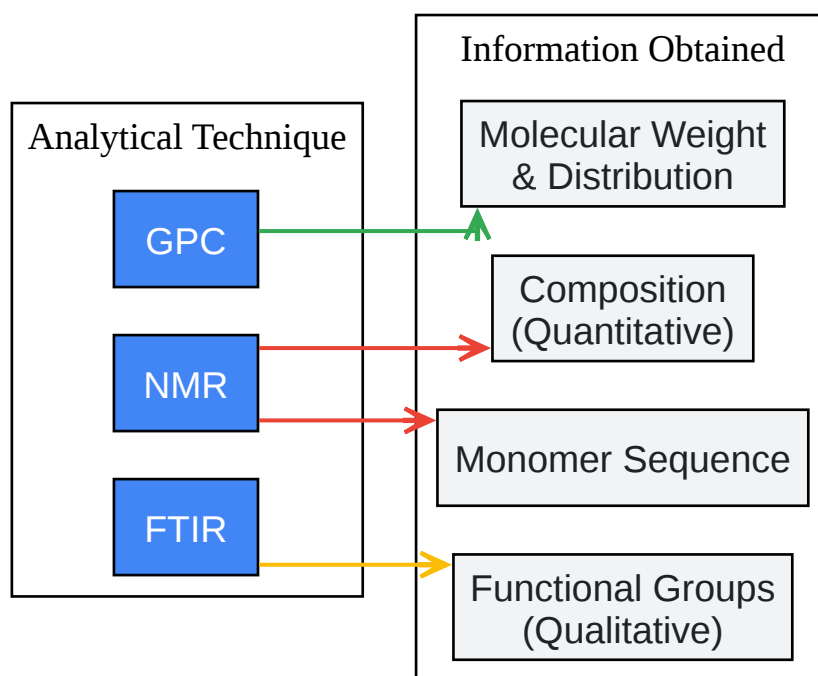 Analytical Technique
GPC
NMR
FTIR
Information Obtained
Molecular Weight
& Distribution
Composition
(Quantitative)
Monomer Sequence
Functional Groups
(Qualitative)